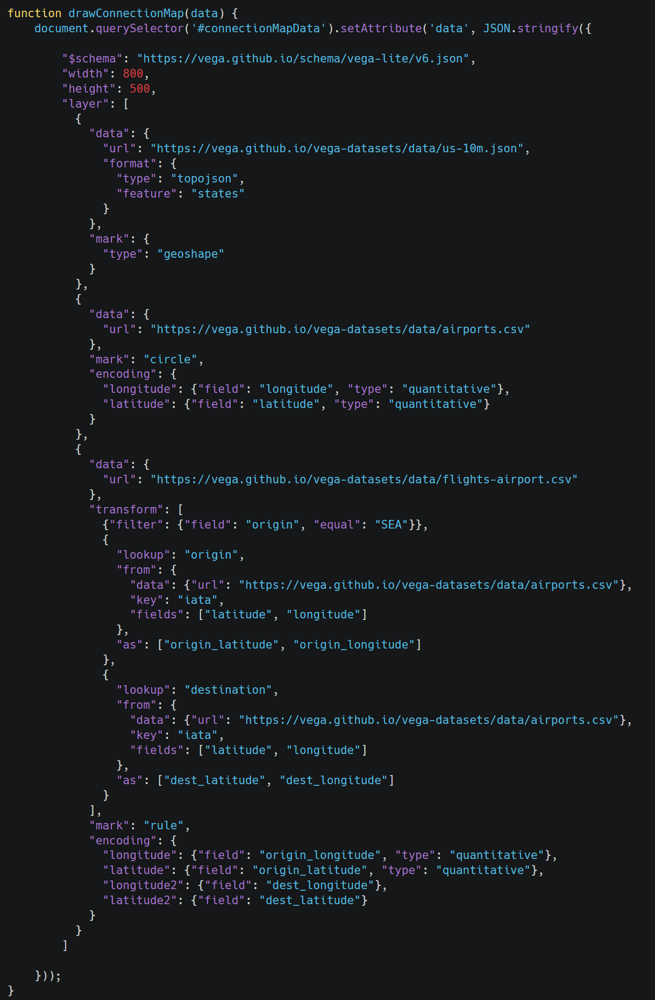 function drawConnectionMap(data) {
    document.querySelector('#connectionMapData').setAttribute('data', JSON.stringify({

        "$schema": "https://vega.github.io/schema/vega-lite/v6.json",
        "width": 800,
        "height": 500,
        "layer": [
          {
            "data": {
              "url": "https://vega.github.io/vega-datasets/data/us-10m.json",
              "format": {
                "type": "topojson",
                "feature": "states"
              }
            },
            "mark": {
              "type": "geoshape"
            }
          },
          {
            "data": {
              "url": "https://vega.github.io/vega-datasets/data/airports.csv"
            },
            "mark": "circle",
            "encoding": {
              "longitude": {"field": "longitude", "type": "quantitative"},
              "latitude": {"field": "latitude", "type": "quantitative"}
            }
          },
          {
            "data": {
              "url": "https://vega.github.io/vega-datasets/data/flights-airport.csv"
            },
            "transform": [
              {"filter": {"field": "origin", "equal": "SEA"}},
              {
                "lookup": "origin",
                "from": {
                  "data": {"url": "https://vega.github.io/vega-datasets/data/airports.csv"},
                  "key": "iata",
                  "fields": ["latitude", "longitude"]
                },
                "as": ["origin_latitude", "origin_longitude"]
              },
              {
                "lookup": "destination",
                "from": {
                  "data": {"url": "https://vega.github.io/vega-datasets/data/airports.csv"},
                  "key": "iata",
                  "fields": ["latitude", "longitude"]
                },
                "as": ["dest_latitude", "dest_longitude"]
              }
            ],
            "mark": "rule",
            "encoding": {
              "longitude": {"field": "origin_longitude", "type": "quantitative"},
              "latitude": {"field": "origin_latitude", "type": "quantitative"},
              "longitude2": {"field": "dest_longitude"},
              "latitude2": {"field": "dest_latitude"}
            }
          }
        ]

    }));
}